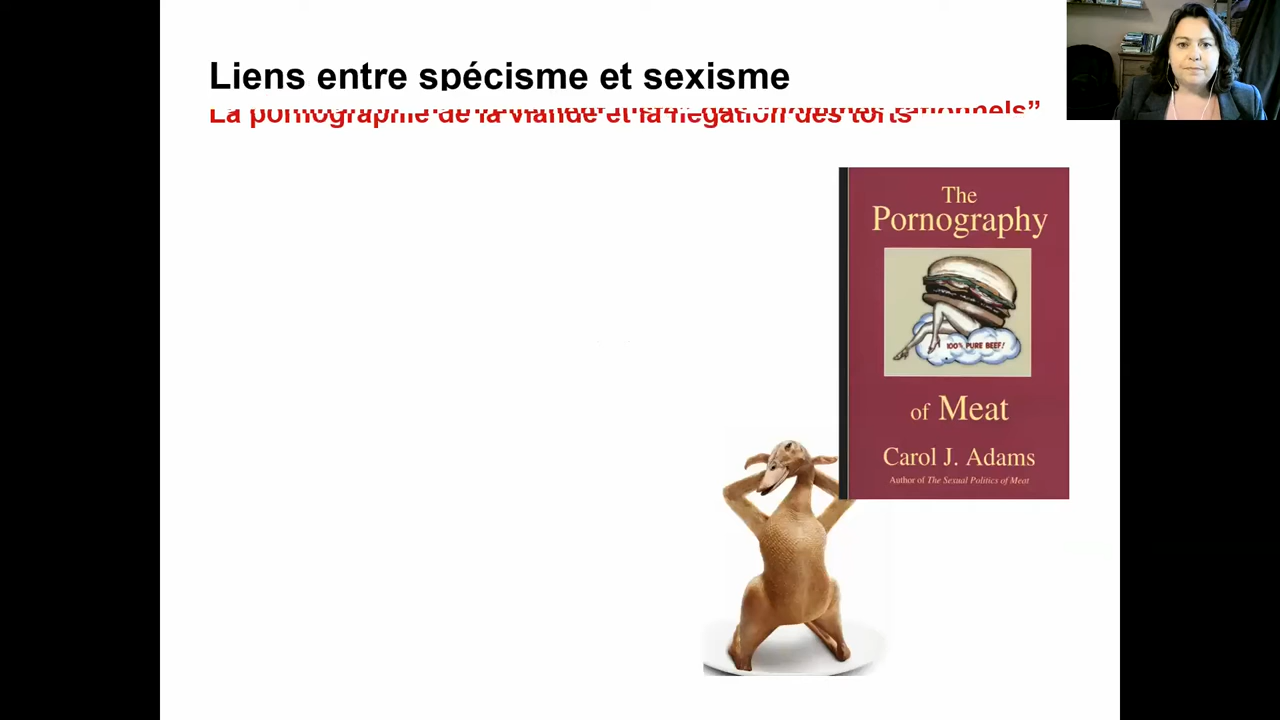 Liens entre spécisme et sexisme
La pornographie de la viande et la négation des torts
The
Pornography
100% PURE BEEF!
of Meat
Carol J. Adams
Author of The Sexual Politics of Meat